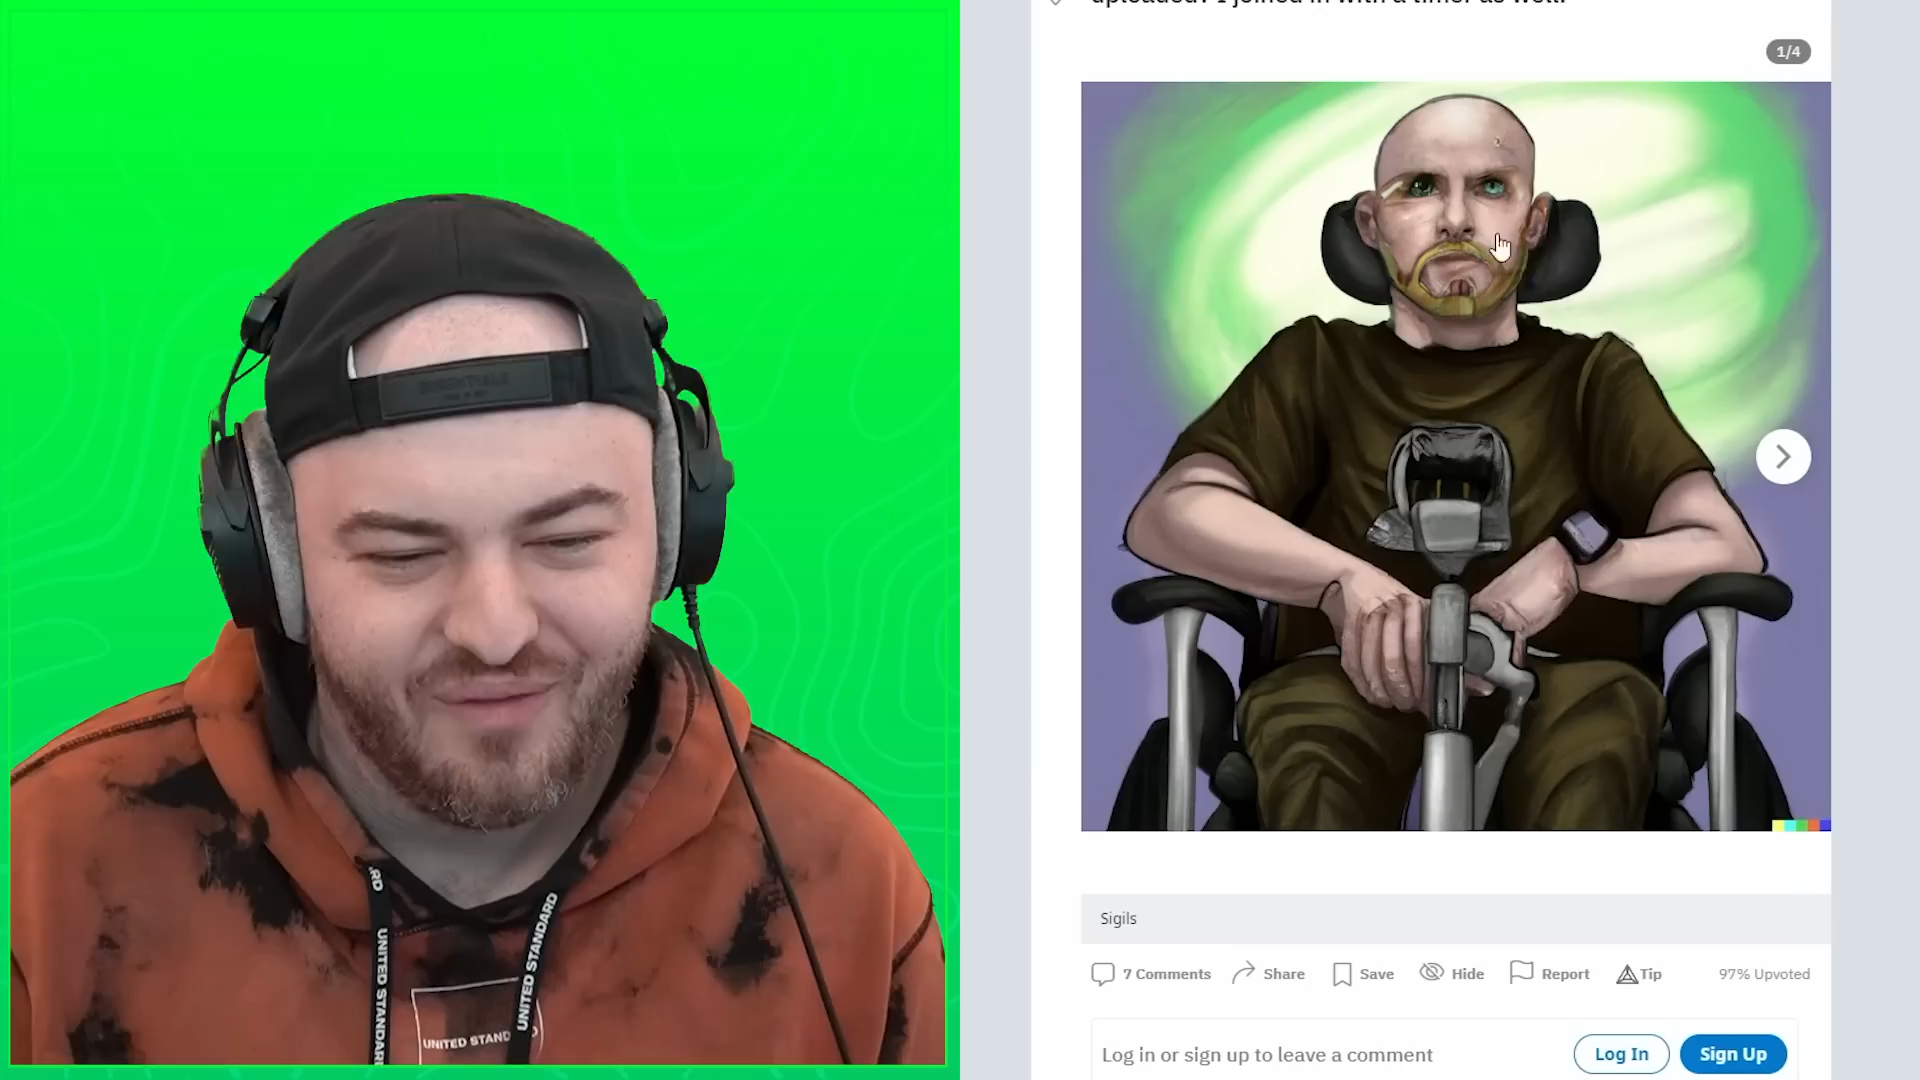 1/4
Sigils
7 Comments
Share
Save
Hide
Report
Tip
97% Upvoted
Log in or sign up to leave a comment
Log In
Sign Up
RD
UNITED STANDARD
UNITED STANDARD
UNITED STAND